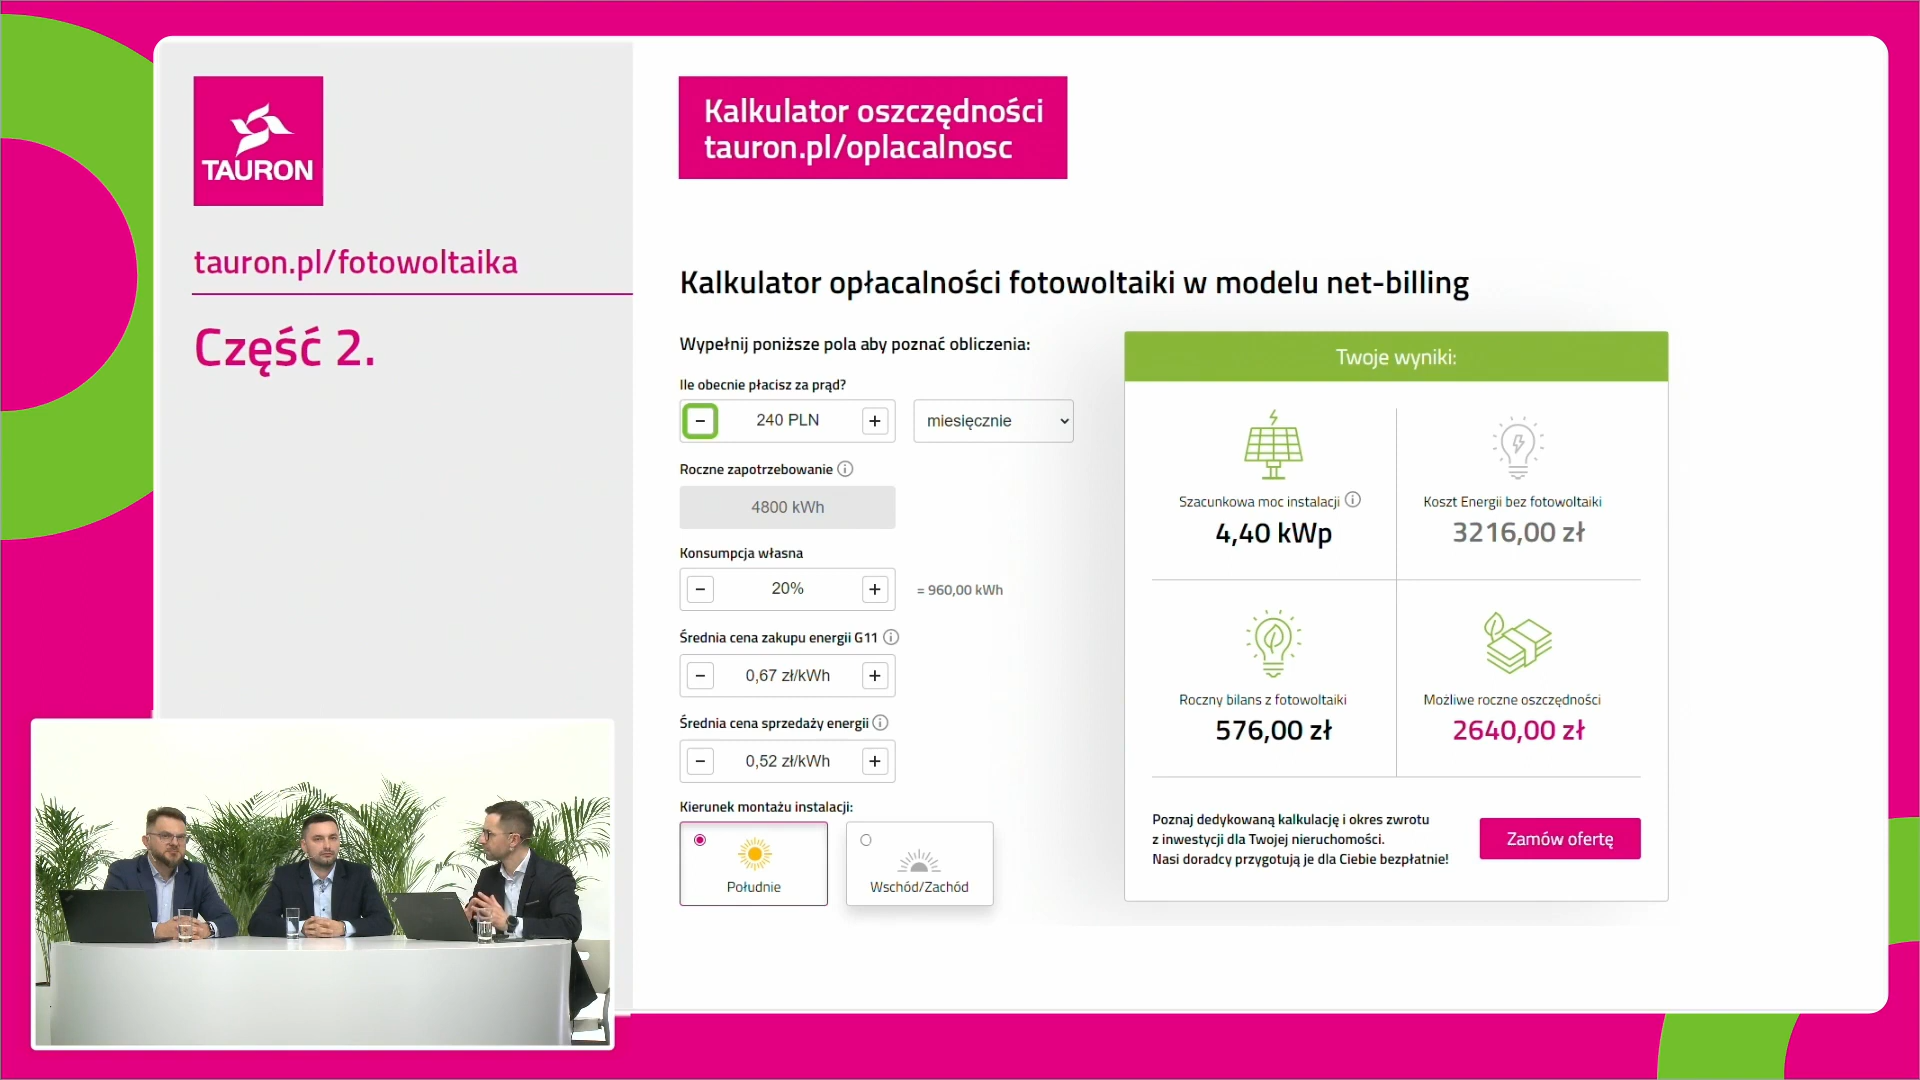 TAURON
tauron.pl/fotowoltaika
Część 2.
Kalkulator oszczędności
tauron.pl/oplacalnosc
Kalkulator opłacalności fotowoltaiki w modelu net-billing
Wypełnij poniższe pola aby poznać obliczenia:
Ile obecnie płacisz za prąd?
− 240 PLN +
miesięcznie
Roczne zapotrzebowanie i
4800 kWh
Konsumpcja własna
− 20% + = 960,00 kWh
Średnia cena zakupu energii G11 i
− 0,67 zł/kWh +
Średnia cena sprzedaży energii i
− 0,52 zł/kWh +
Kierunek montażu instalacji:
Południe
Wschód/Zachód
Twoje wyniki:
Szacunkowa moc instalacji i
4,40 kWp
Koszt Energii bez fotowoltaiki
3216,00 zł
Roczny bilans z fotowoltaiki
576,00 zł
Możliwe roczne oszczędności
2640,00 zł
Poznaj dedykowaną kalkulację i okres zwrotu
z inwestycji dla Twojej nieruchomości.
Nasi doradcy przygotują je dla Ciebie bezpłatnie!
Zamów ofertę